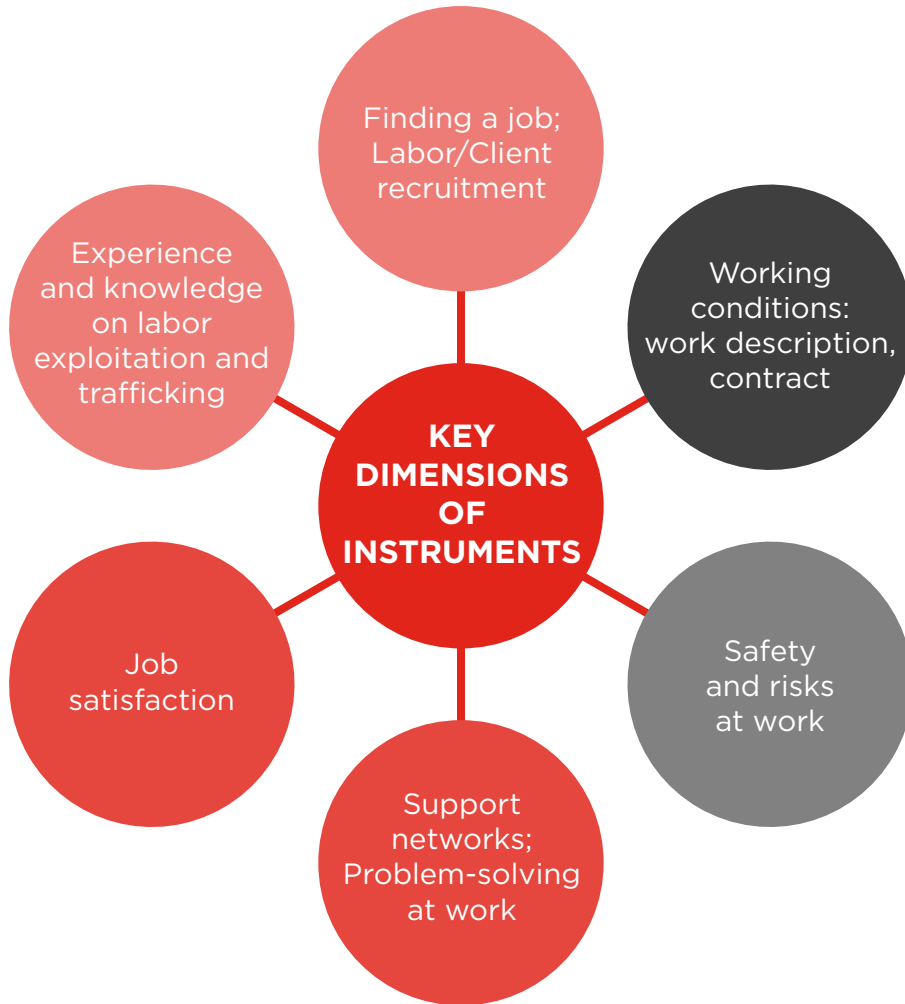 Finding a job;
Labor/Client
recruitment
Experience
and knowledge
on labor
exploitation and
trafficking
Working
conditions:
work description,
contract
KEY
DIMENSIONS
OF
INSTRUMENTS
Job
satisfaction
Safety
and risks
at work
Support
networks;
Problem-solving
at work